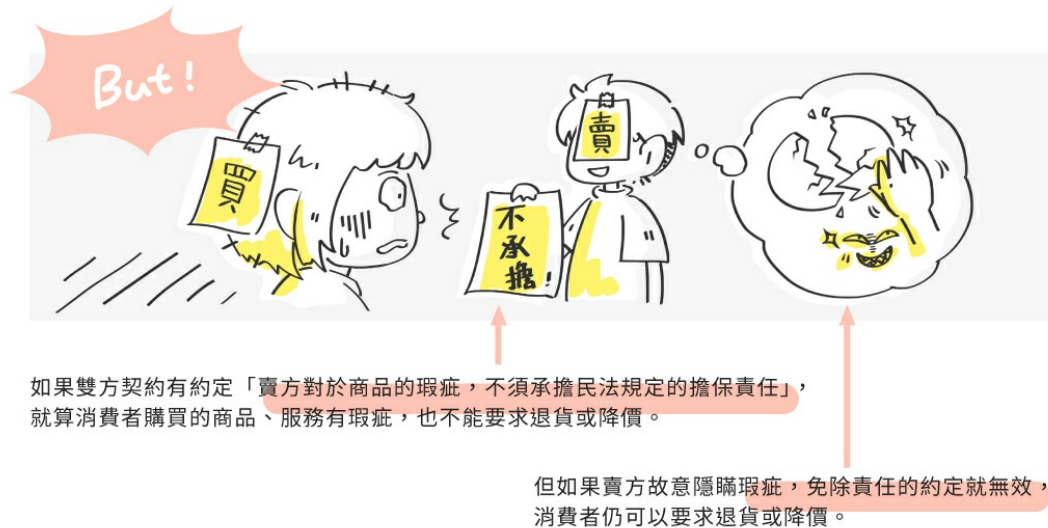 But!
買
賣
不承擔!
如果雙方契約有約定「賣方對於商品的瑕疵，不須承擔民法規定的擔保責任」，
就算消費者購買的商品、服務有瑕疵，也不能要求退貨或降價。
但如果賣方故意隱瞞瑕疵，免除責任的約定就無效，
消費者仍可以要求退貨或降價。